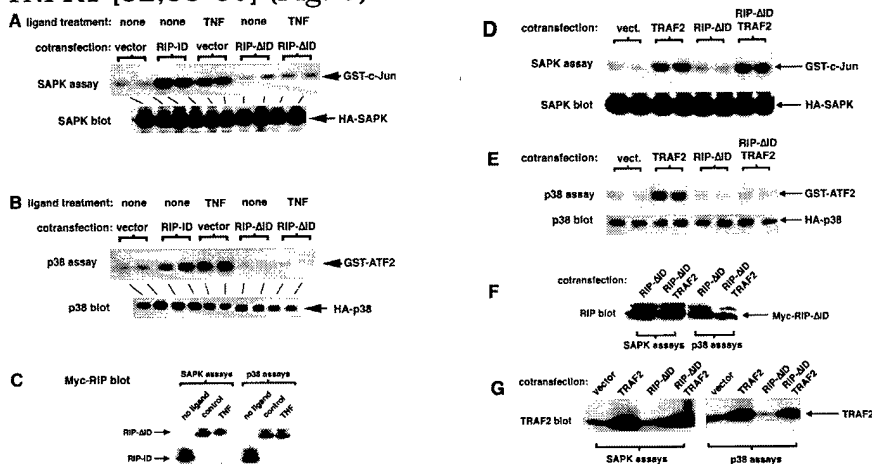 A ligand treatment: none none TNF none TNF
cotransfection: vector RIP-ID vector RIP-ΔID RIP-ΔID
SAPK assay GST-c-Jun
SAPK blot HA-SAPK
B ligand treatment: none none TNF none TNF
cotransfection: vector RIP-ID vector RIP-ΔID RIP-ΔID
p38 assay GST-ATF2
p38 blot HA-p38
C Myc-RIP blot
SAPK assays p38 assays
no ligand control TNF no ligand control TNF
RIP-ΔID
RIP-ID
D
RIP-ΔID
cotransfection: vect. TRAF2 RIP-ΔID TRAF2
SAPK assay GST-c-Jun
SAPK blot HA-SAPK
E
RIP-ΔID
cotransfection: vect. TRAF2 RIP-ΔID TRAF2
p38 assay GST-ATF2
p38 blot HA-p38
F
cotransfection: RIP-ΔID RIP-ΔID TRAF2 RIP-ΔID RIP-ΔID TRAF2
RIP blot Myc-RIP-ΔID
SAPK assays p38 assays
G
cotransfection: vector TRAF2 RIP-ΔID RIP-ΔID TRAF2 vector TRAF2 RIP-ΔID RIP-ΔID TRAF2
TRAF2 blot TRAF2
SAPK assays p38 assays